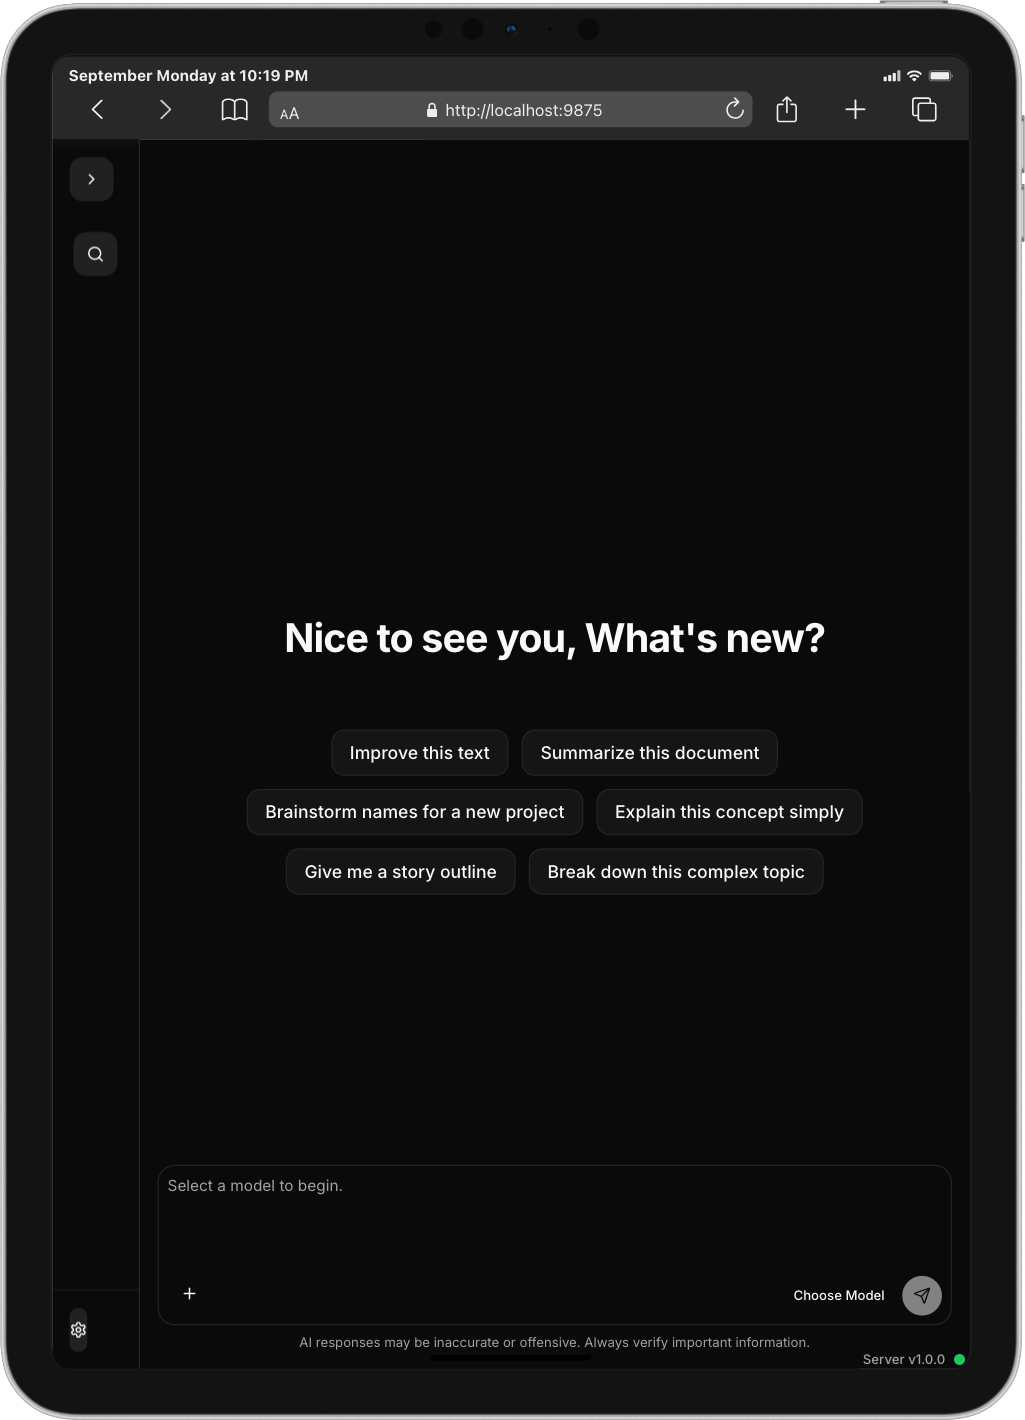 September Monday at 10:19 PM
AA
http://localhost:9875
Nice to see you, What's new?
Improve this text
Summarize this document
Brainstorm names for a new project
Explain this concept simply
Give me a story outline
Break down this complex topic
Select a model to begin.
Choose Model
AI responses may be inaccurate or offensive. Always verify important information.
Server v1.0.0